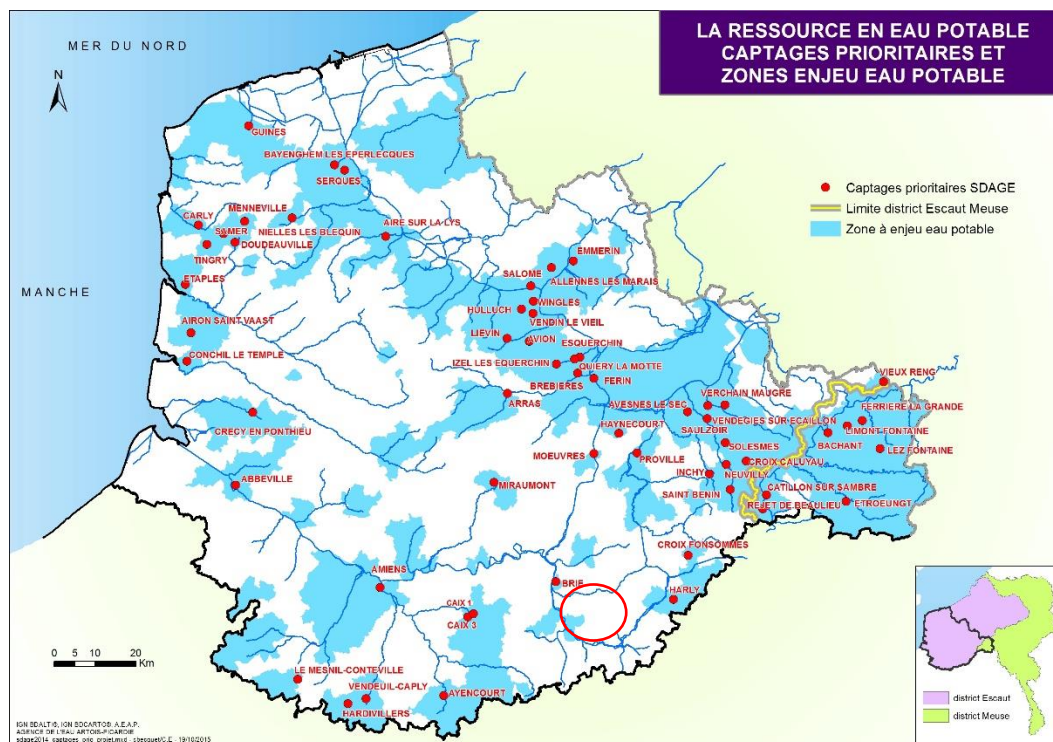 LA RESSOURCE EN EAU POTABLE
CAPTAGES PRIORITAIRES ET
ZONES ENJEU EAU POTABLE
MER DU NORD
N
GUINES
BAYENGHEM LES EPERLECQUES
SERQUES
Captages prioritaires SDAGE
Limite district Escaut Meuse
Zone à enjeu eau potable
MENNEVILLE
CARLY
SAMER
NIELLES LES BLEQUIN
AIRE SUR LA LYS
DOUDEAUVILLE
TINGRY
EMMERIN
SALOME
ETAPLES
ALLENNES LES MARAIS
MANCHE
WINGLES
HULLUCH
VENDIN LE VIEIL
AIRON SAINT VAAST
LIEVIN
AVION
ESQUERCHIN
CONCHIL LE TEMPLE
IZEL LES EQUERCHIN
QUIERY LA MOTTE
VIEUX RENG
FERIN
BREBIERES
ARRAS
VERCHAIN MAUGRE
AVESNES LE SEC
FERRIERE LA GRANDE
VENDEGIES SUR ECAILLON
HAYNECOURT
SAULZOIR
LIMONT FONTAINE
CRECY EN PONTHIEU
BACHANT
SOLESMES
LEZ FONTAINE
MOEUVRES
PROVILLE
CROIX CALUYAU
INCHY
NEUVILLY
ABBEVILLE
MIRAUMONT
SAINT BENIN
CATILLON SUR SAMBRE
REJET DE BEAULIEU
ETROEUNGT
CROIX FONSOMMES
AMIENS
BRIE
HARLY
CAIX 1
CAIX 3
0 5 10 20
Km
LE MESNIL-CONTEVILLE
VENDEUIL-CAPLY
AYENCOURT
HARDIVILLERS
district Escaut
district Meuse
IGN BDALTI®, IGN BDCARTO®, A.E.A.P.
AGENCE DE L'EAU ARTOIS-PICARDIE
sdage2014_captages_prio_projet.mxd - sbecquet/C.E - 19/10/2015